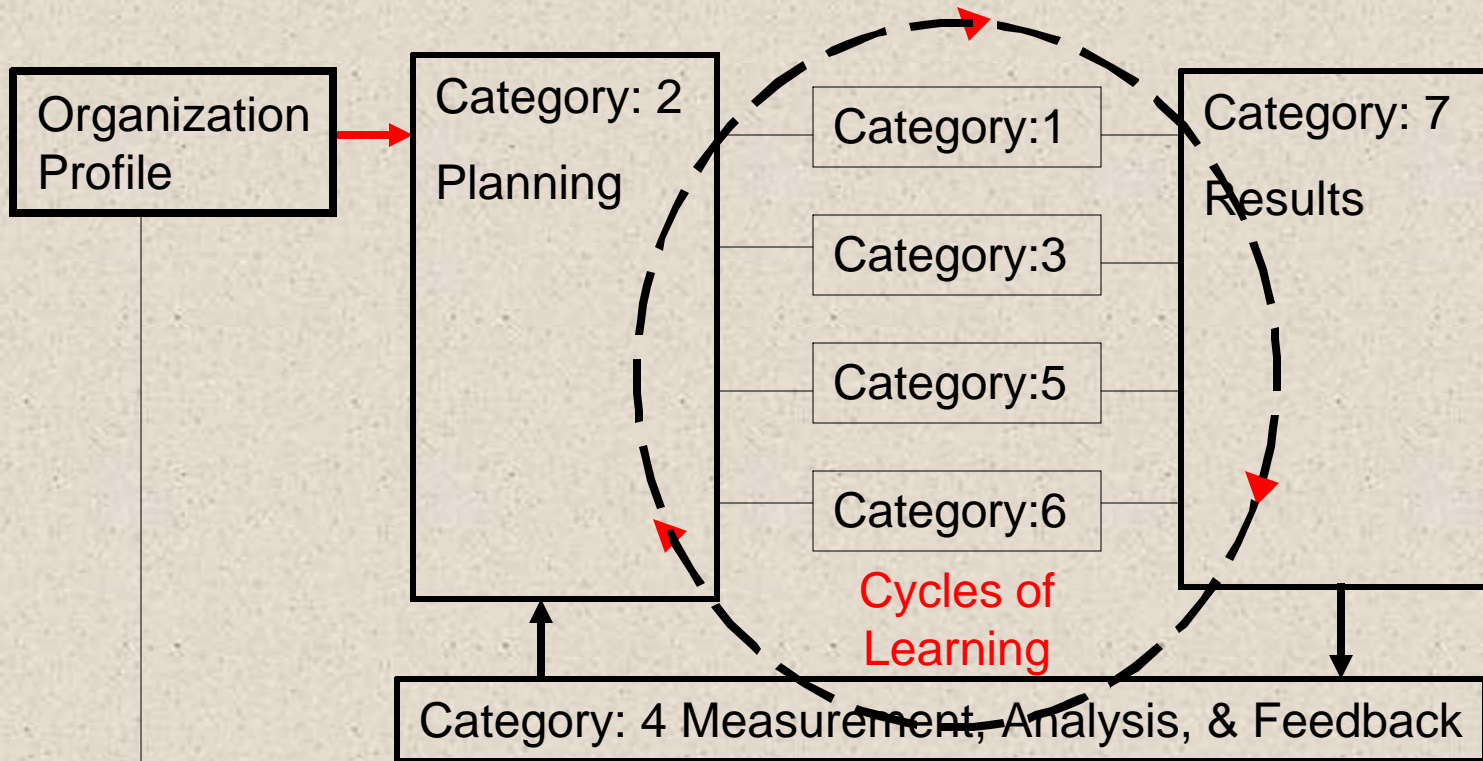 Organization
Profile
Category: 2
Planning
Category:1
Category:3
Category:5
Category:6
Category: 7
Results
Cycles of
Learning
Category: 4 Measurement, Analysis, & Feedback